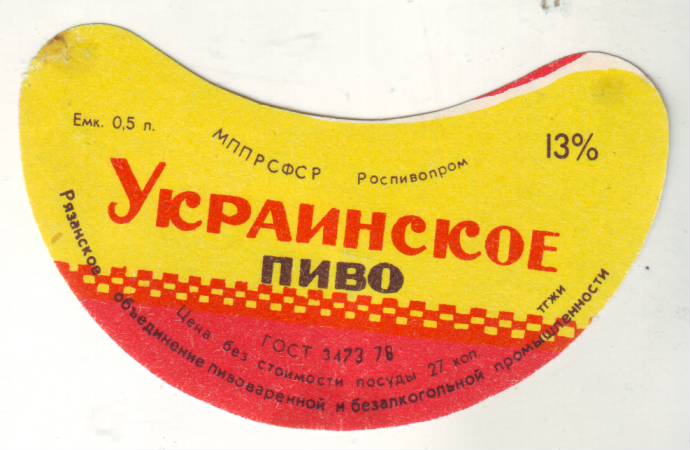 Емк. 0,5 л.
МППРСФСР Роспивопром
13%
Украинское
пиво
Цена без стоимости посуды 27 коп.
ГОСТ 3473 78
тгжи
Рязанское объединение пивоваренной и безалкогольной промышленности